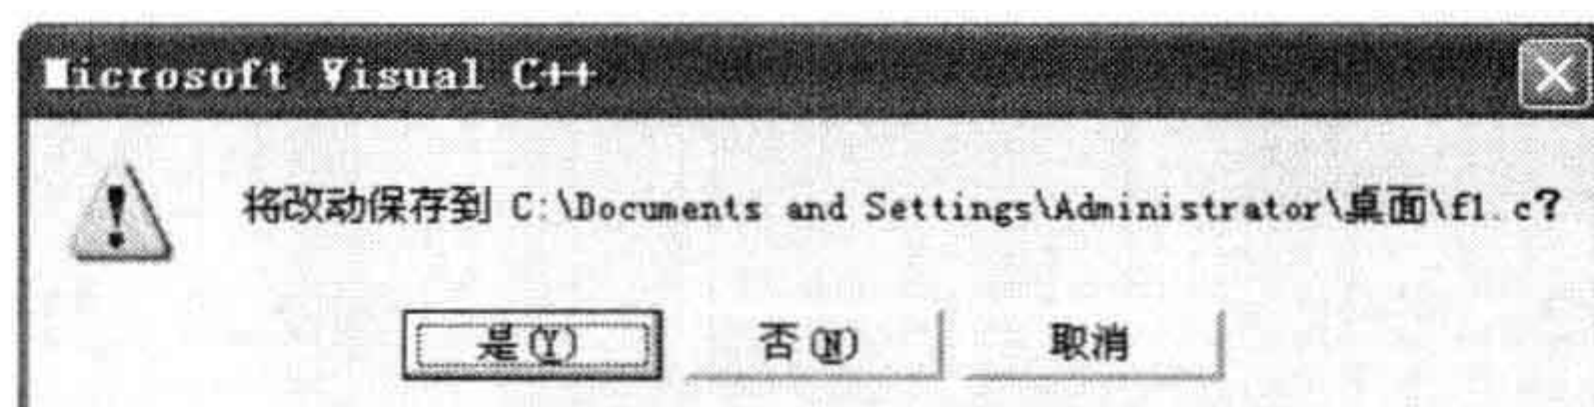 Microsoft Visual C++
将改动保存到 C:\Documents and Settings\Administrator\桌面\f1.c?
是(Y) 否(N) 取消